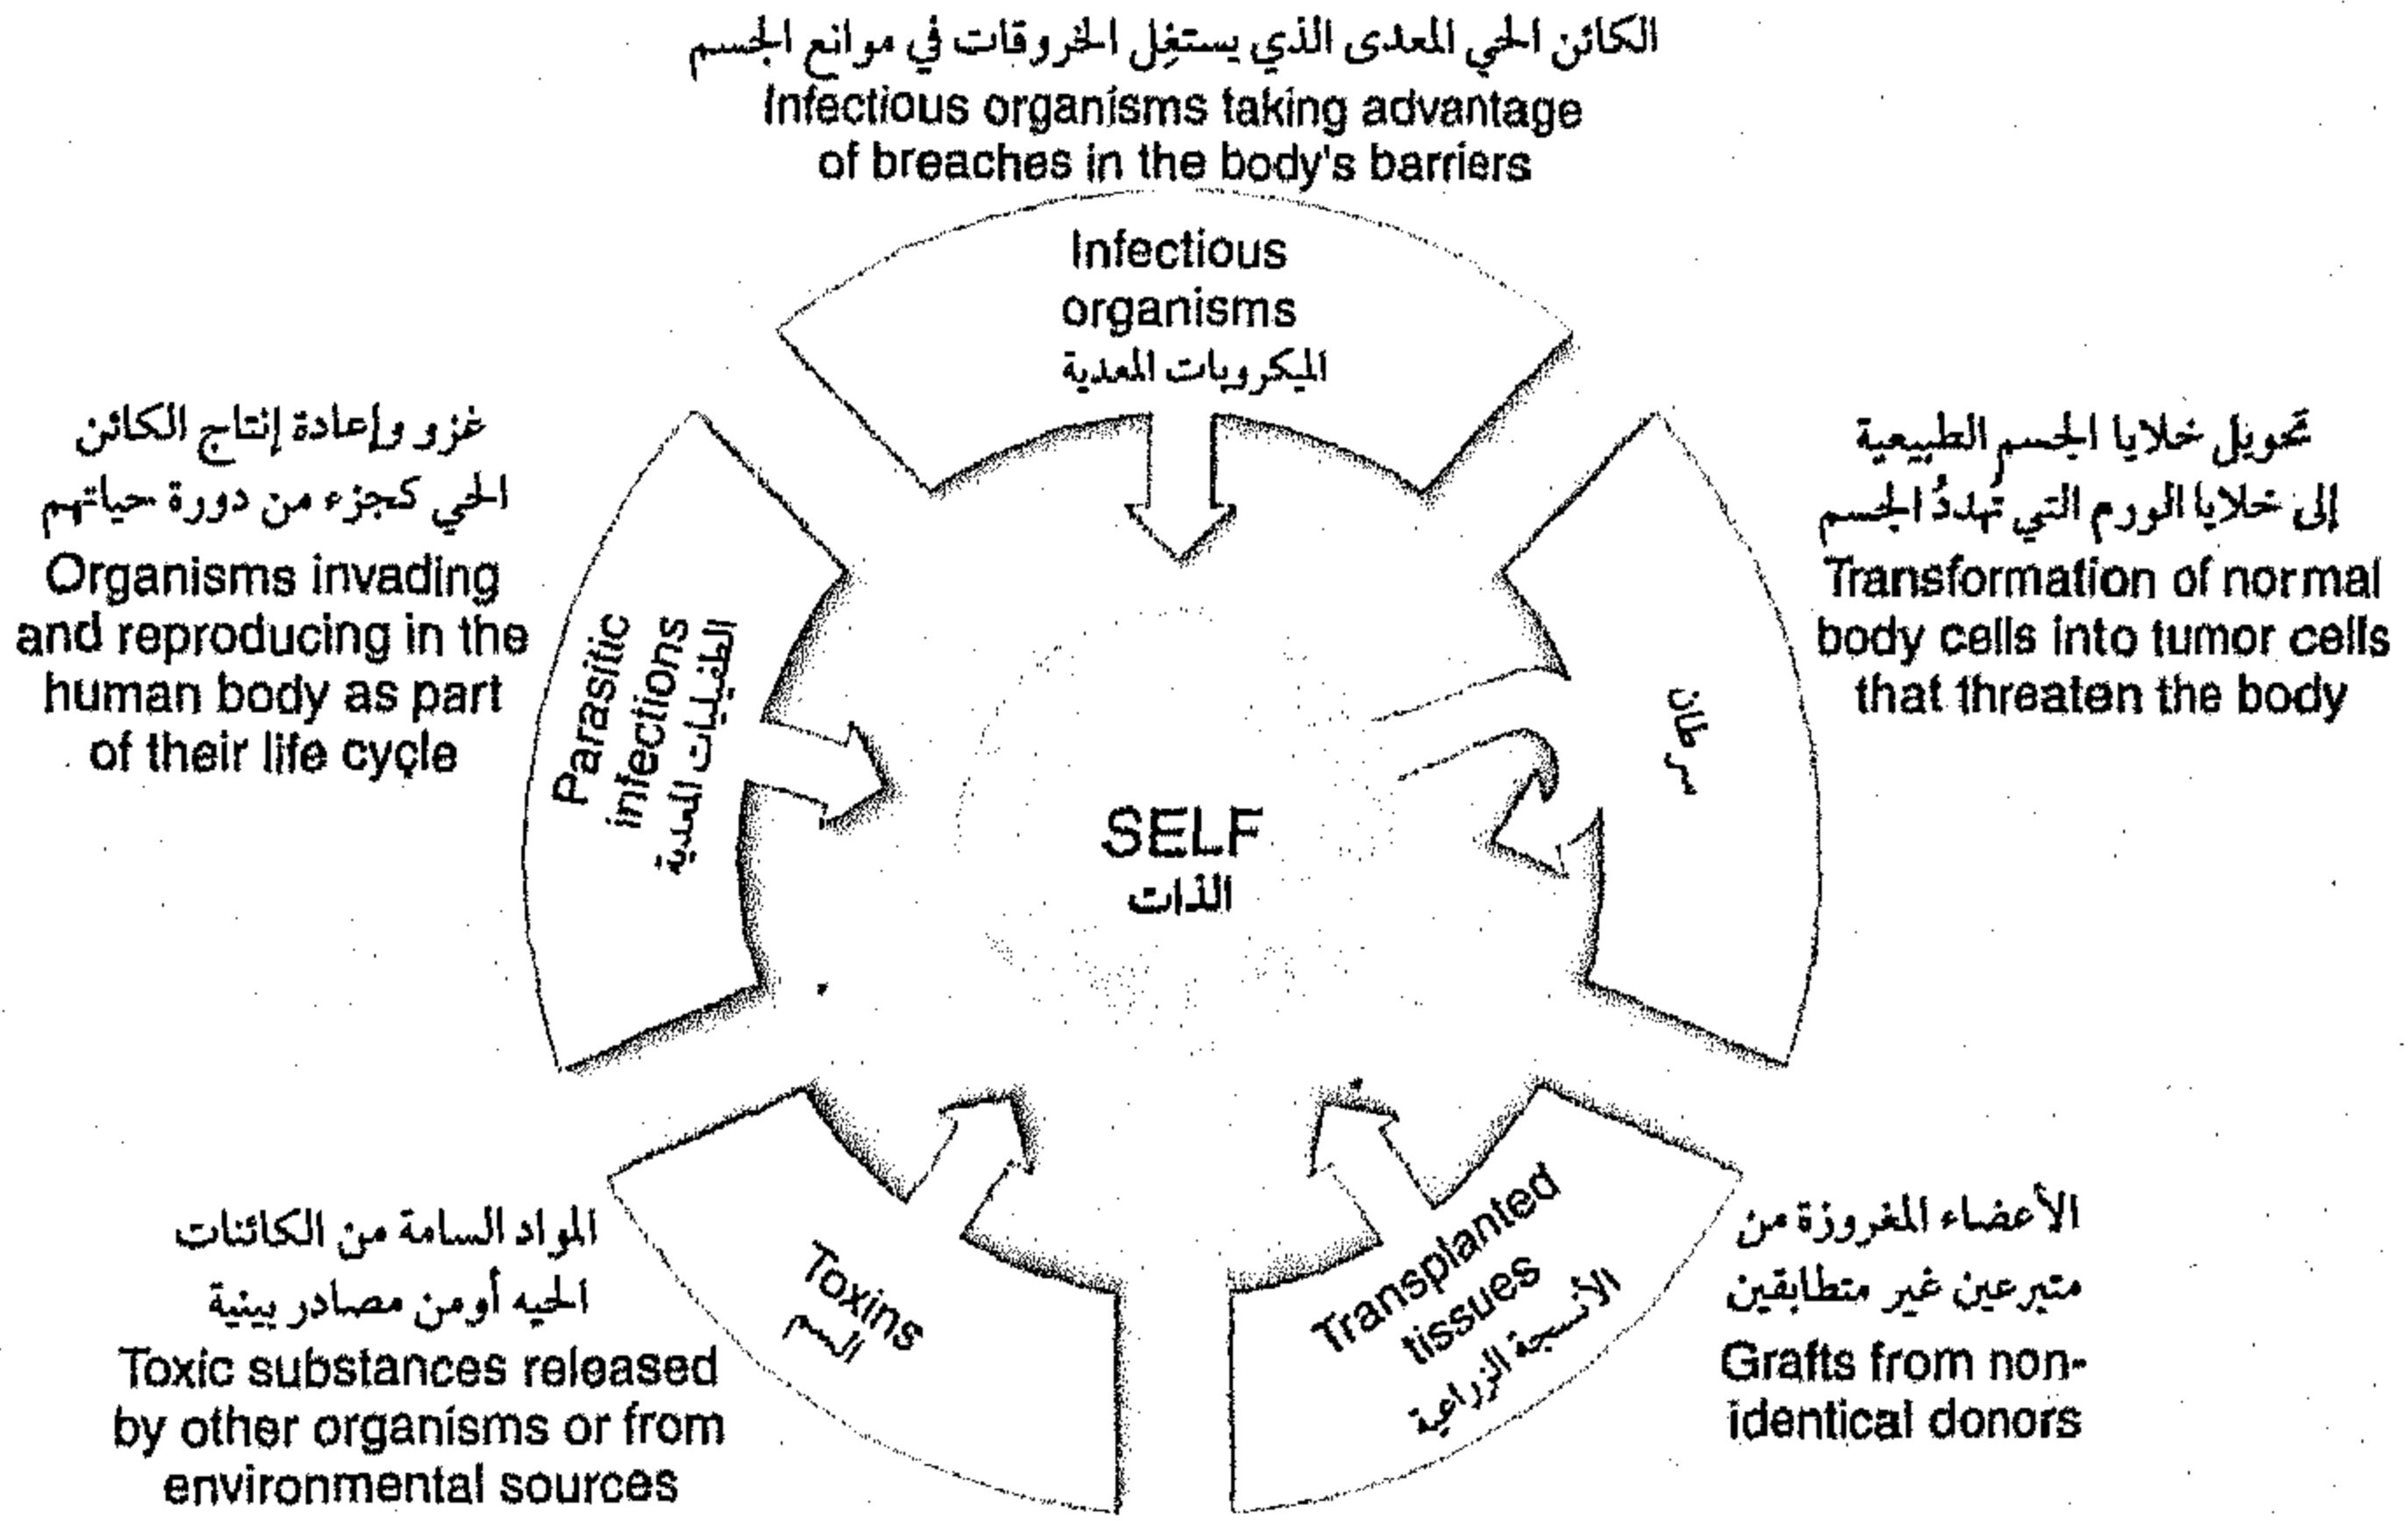 الكائن الحي المعدى الذي يستغِل الخروقات في موانع الجسم
Infectious organisms taking advantage
of breaches in the body's barriers
Infectious
organisms
الميكروبات المعدية
غزو وإعادة إنتاج الكائن
الحي كجزء من دورة حياتهم
Organisms invading
and reproducing in the
human body as part
of their life cycle
Parasitic
infections
الطفيليات المعدية
تحويل خلايا الجسم الطبيعية
إلى خلايا الورم التي تُهددُ الجسم
Transformation of normal
body cells into tumor cells
that threaten the body
سرطان
SELF
الذات
المواد السامة من الكائنات
الحيه أومن مصادر بيئية
Toxic substances released
by other organisms or from
environmental sources
Toxins
السم
Transplanted
tissues
الأنسجة الزراعية
الأعضاء المغروزة من
متبرعين غير متطابقين
Grafts from non-
identical donors